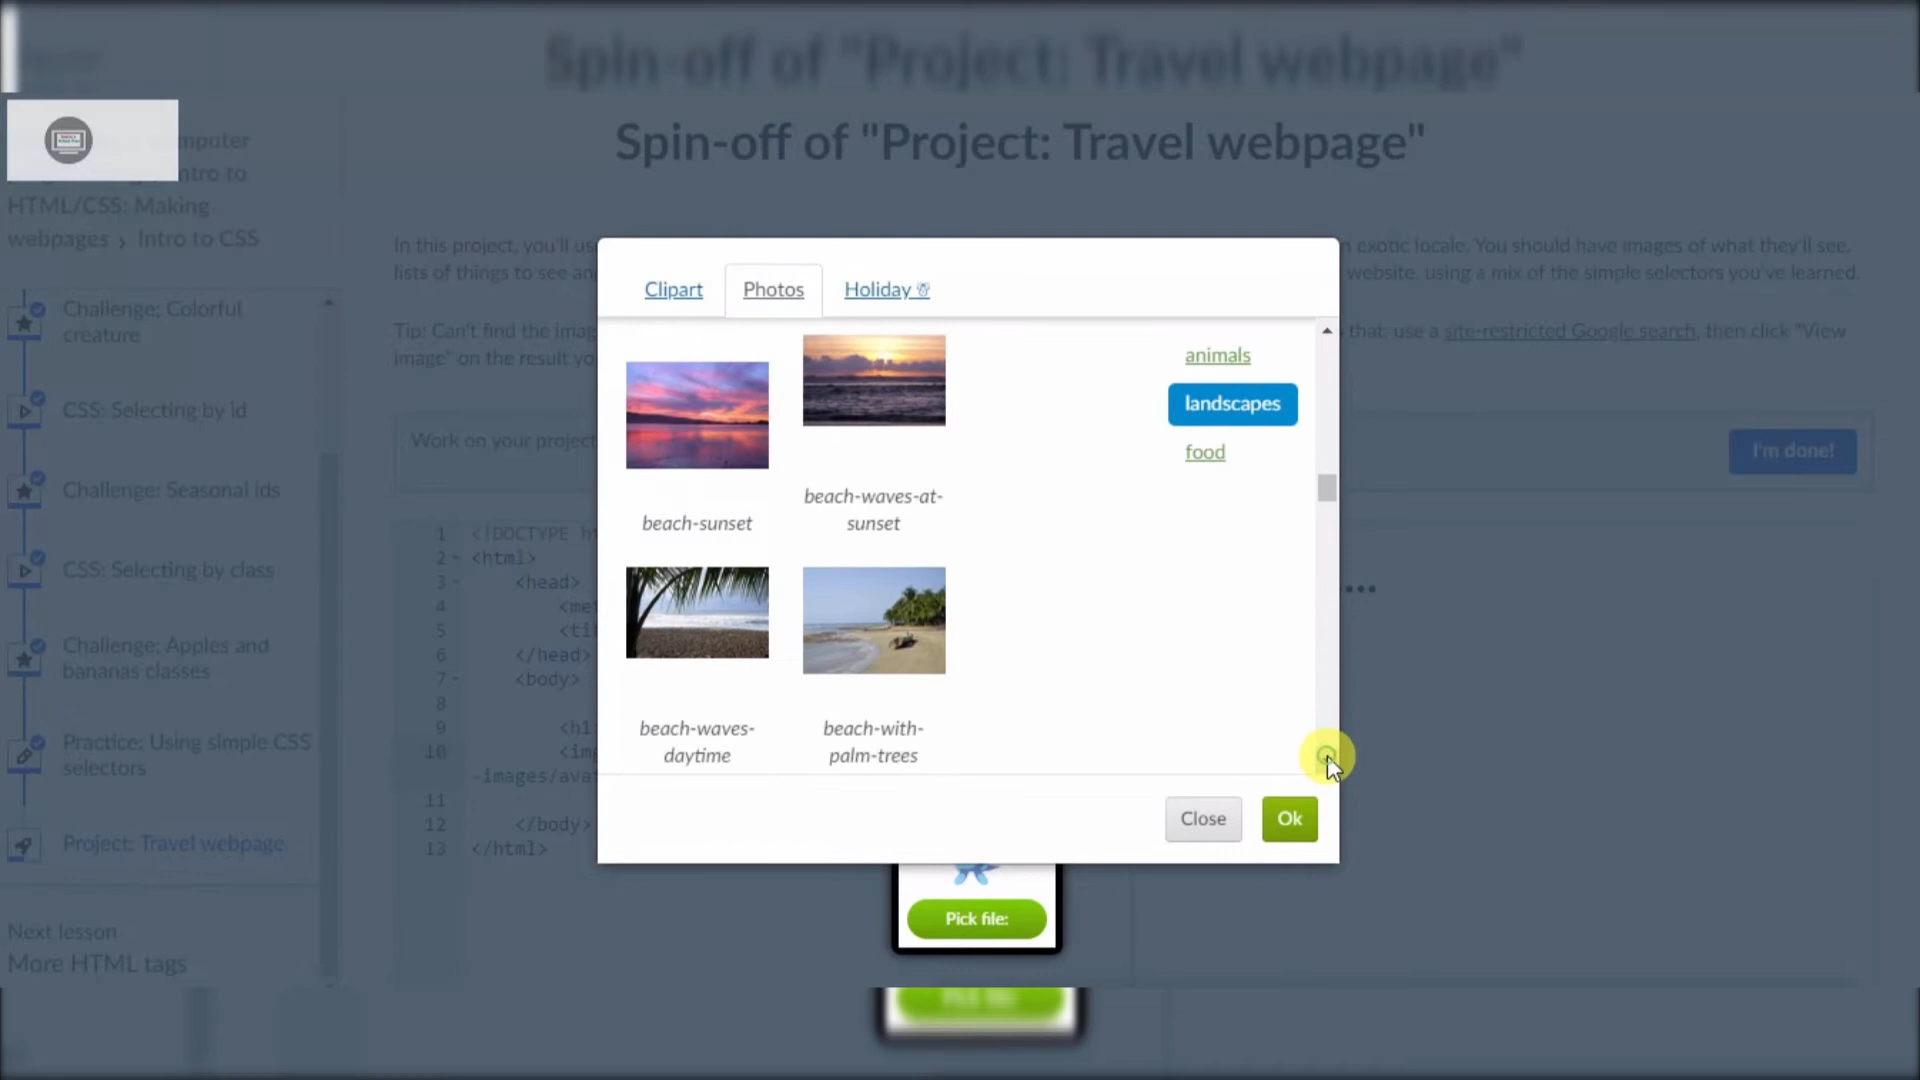 Spin-off of "Project: Travel webpage"
Spin-off of "Project: Travel webpage"
mputer
ntro to
HTML/CSS: Making
webpages › Intro to CSS
Challenge: Colorful
creature
CSS: Selecting by id
Challenge: Seasonal ids
CSS: Selecting by class
Challenge: Apples and
bananas classes
Practice: Using simple CSS
selectors
Project: Travel webpage
Next lesson
More HTML tags
In this project, you'll us
n exotic locale. You should have images of what they'll see,
lists of things to see an
website, using a mix of the simple selectors you've learned.
Tip: Can't find the imag
that, use a site-restricted Google search, then click "View
image" on the result yo
Work on your project
I'm done!
1 <!DOCTYPE h
2 <html>
3 <head>
4 <me
5 <ti
6 </head>
7 <body>
8
9 <h1
10 <im
-images/ava
11
12 </body>
13 </html>
Clipart
Photos
Holiday ☃
animals
landscapes
food
beach-sunset
beach-waves-at-
sunset
beach-waves-
daytime
beach-with-
palm-trees
Close
Ok
Pick file: